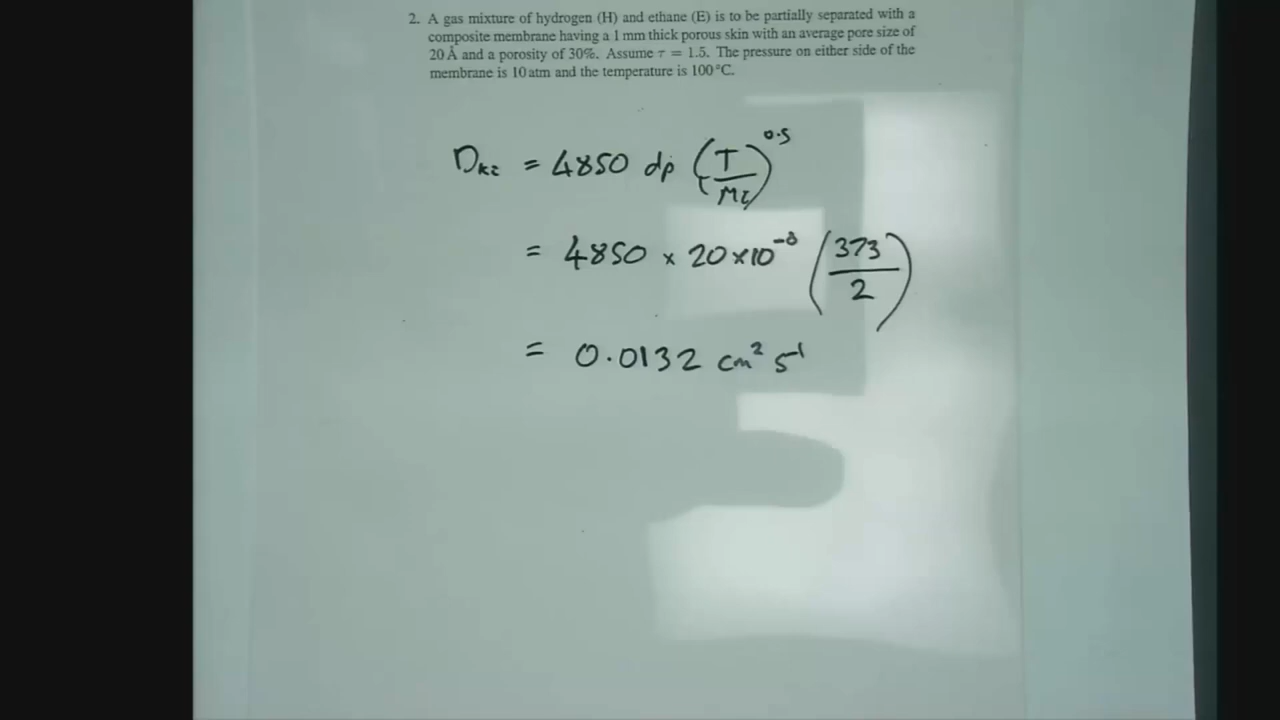 2. A gas mixture of hydrogen (H) and ethane (E) is to be partially separated with a
composite membrane having a 1 mm thick porous skin with an average pore size of
20 Å and a porosity of 30%. Assume τ = 1.5. The pressure on either side of the
membrane is 10 atm and the temperature is 100 °C.
D_{Ki} = 4850 dp (T/M_i)^{0.5}
= 4850 × 20×10^{-8} (373/2)
= 0.0132 cm² s⁻¹